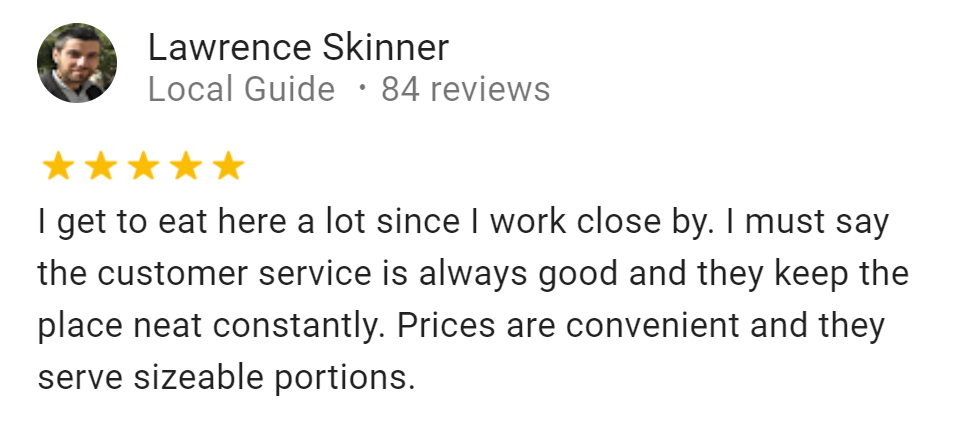 Lawrence Skinner
Local Guide · 84 reviews
I get to eat here a lot since I work close by. I must say
the customer service is always good and they keep the
place neat constantly. Prices are convenient and they
serve sizeable portions.